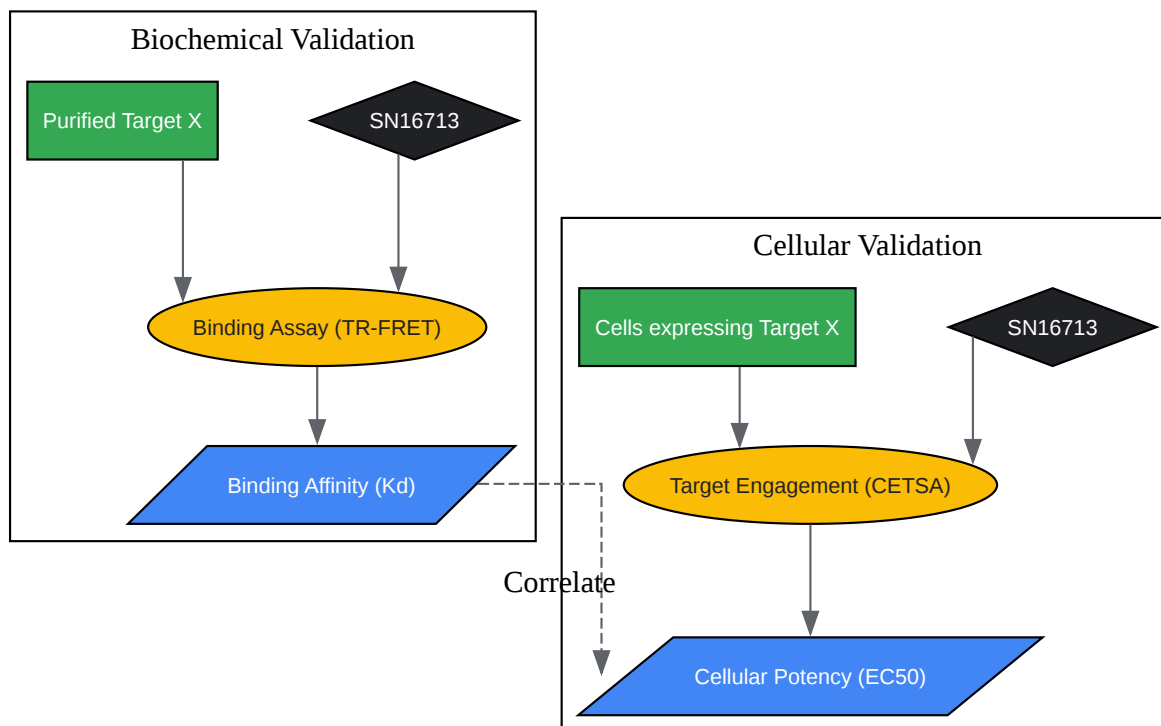 Biochemical Validation
Purified Target X
SN16713
Binding Assay (TR-FRET)
Binding Affinity (Kd)
Correlate
Cellular Validation
Cells expressing Target X
SN16713
Target Engagement (CETSA)
Cellular Potency (EC50)